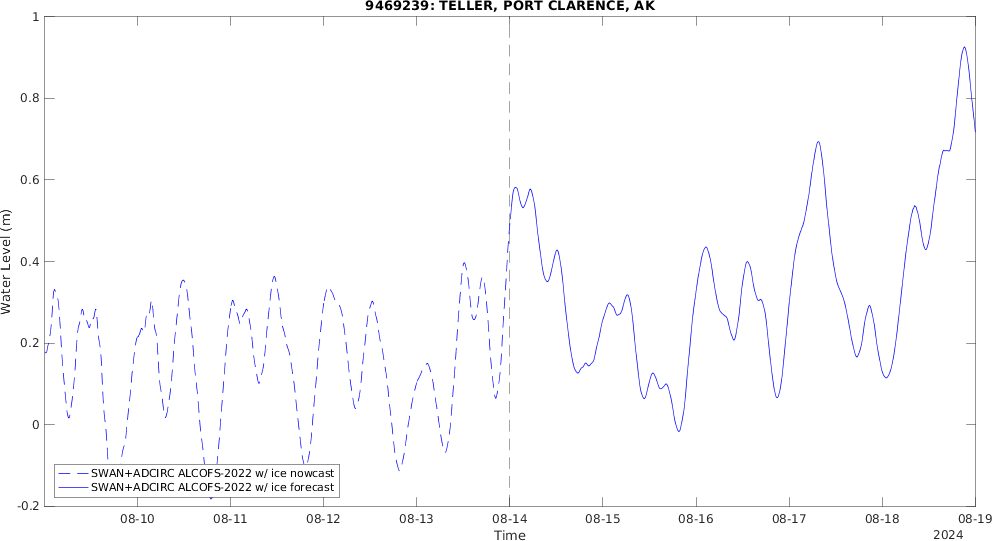 9469239: TELLER, PORT CLARENCE, AK
Water Level (m)
1
0.8
0.6
0.4
0.2
0
-0.2
SWAN+ADCIRC ALCOFS-2022 w/ ice nowcast
SWAN+ADCIRC ALCOFS-2022 w/ ice forecast
08-10 08-11 08-12 08-13 08-14 08-15 08-16 08-17 08-18 08-19
Time
2024